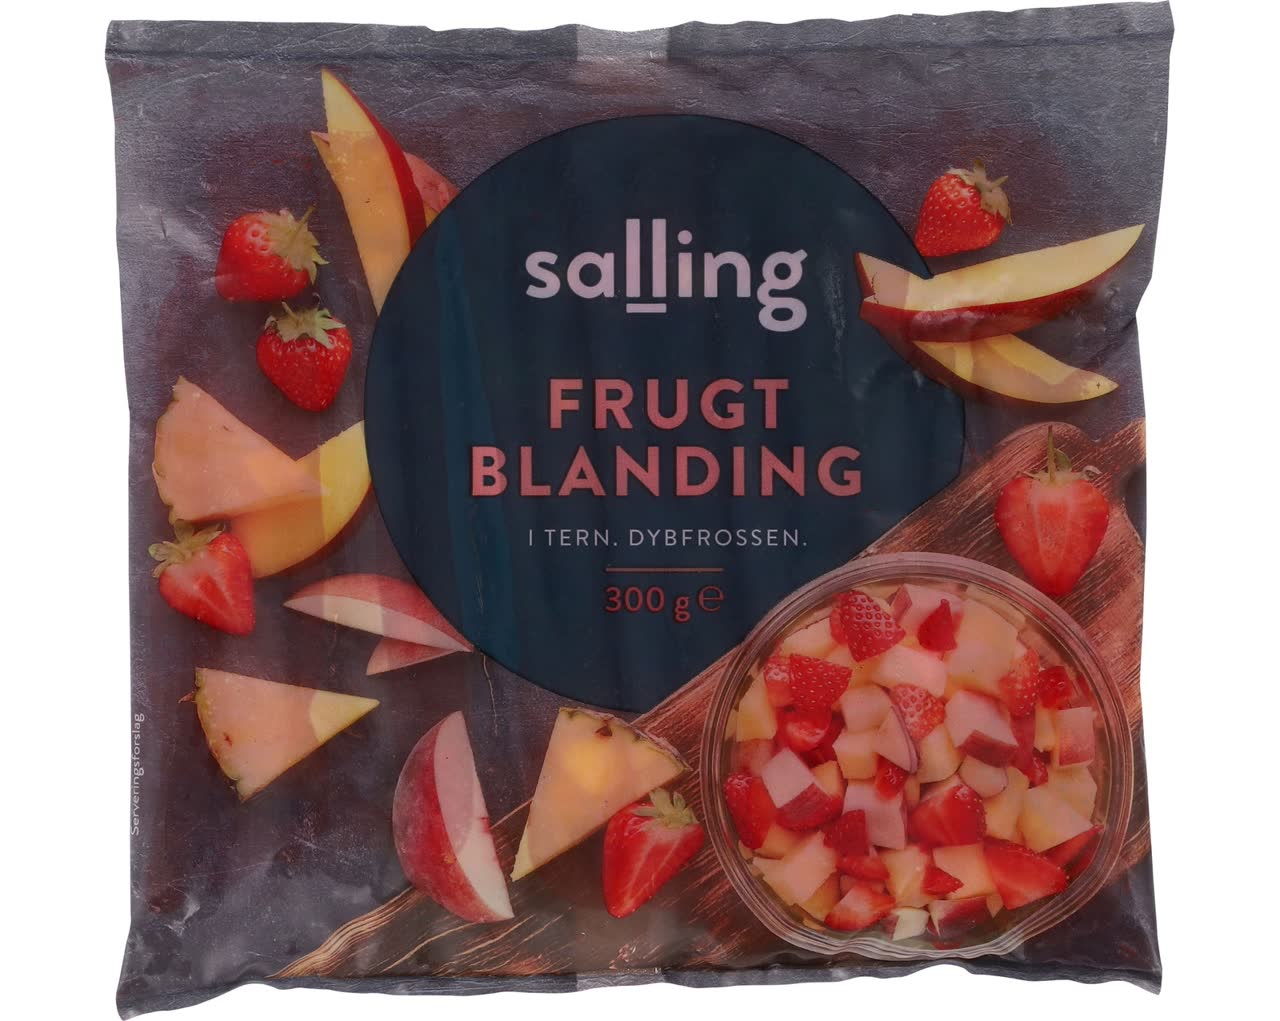 salling
FRUGT
BLANDING
I TERN. DYBFROSSEN.
300 g ℮
Serveringsforslag